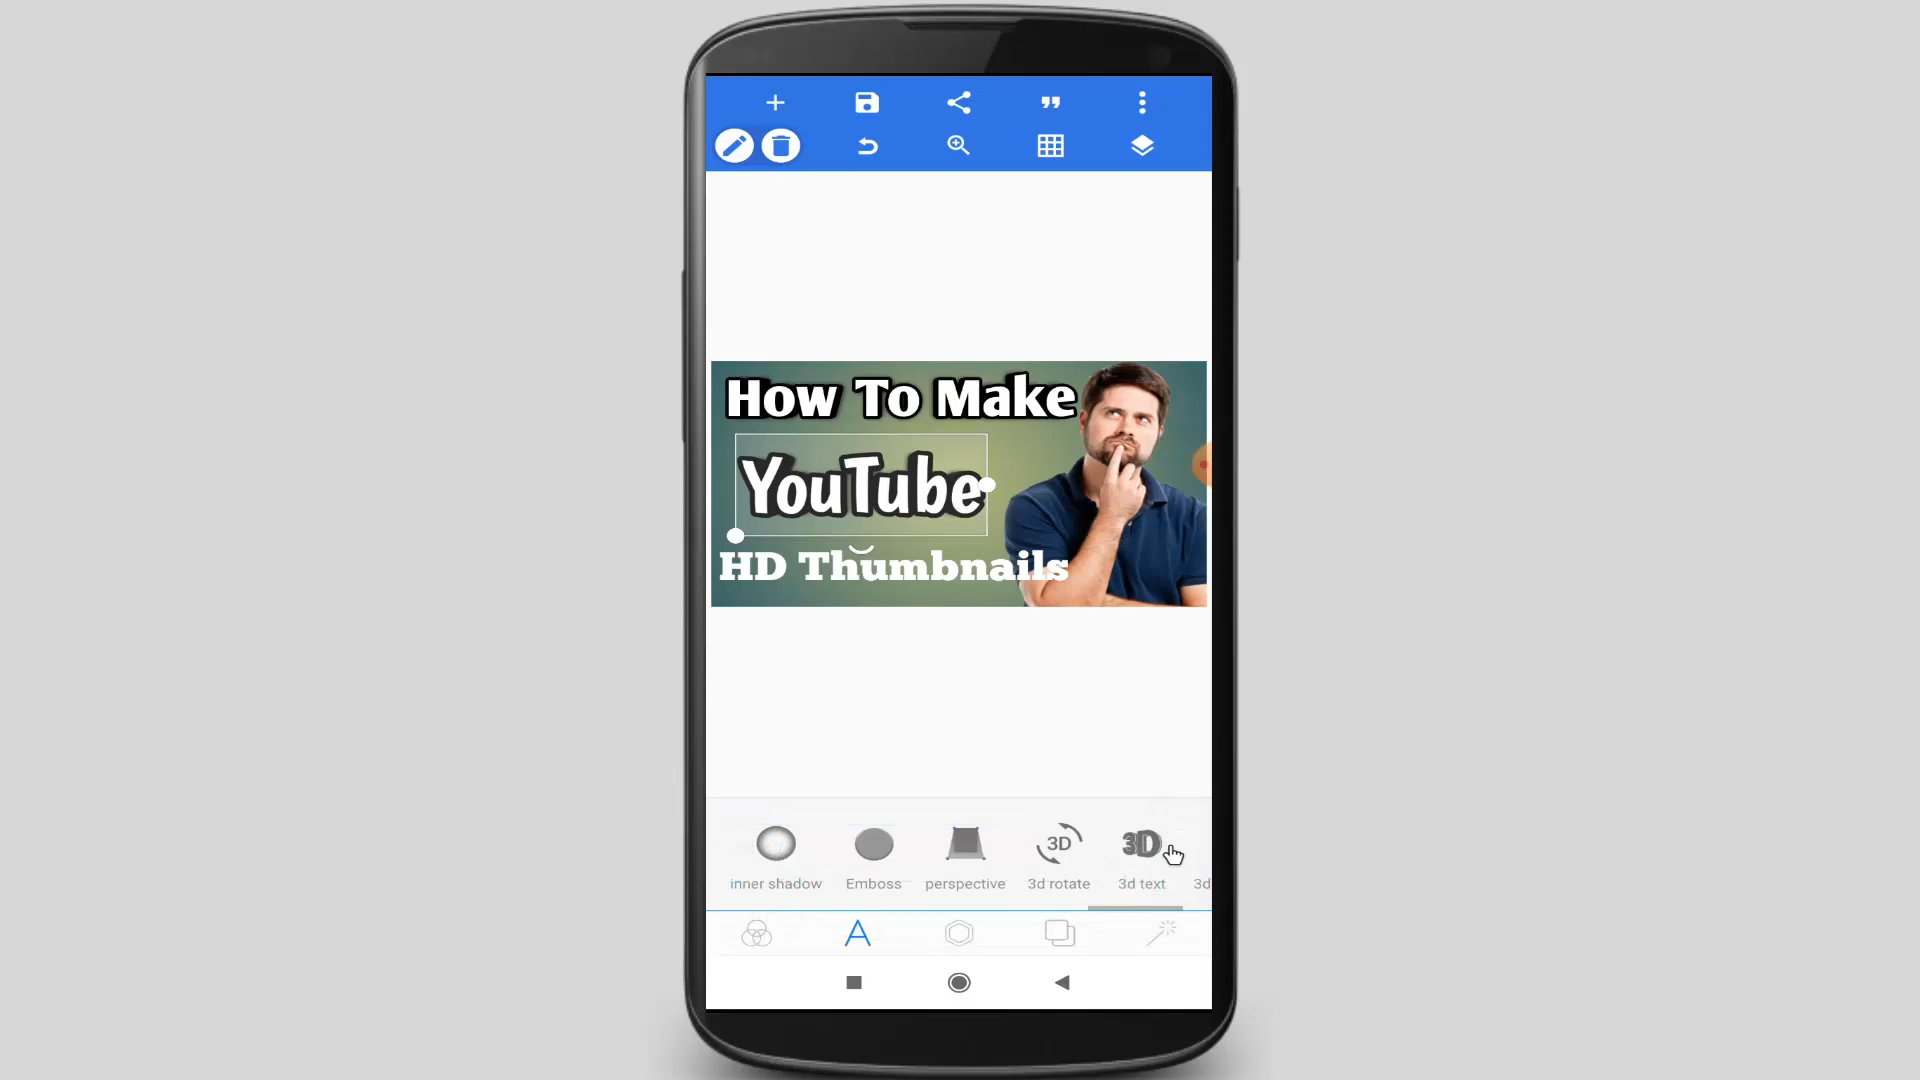 How To Make
YouTube
HD Thumbnails
3D
3D
inner shadow
Emboss
perspective
3d rotate
3d text
3d